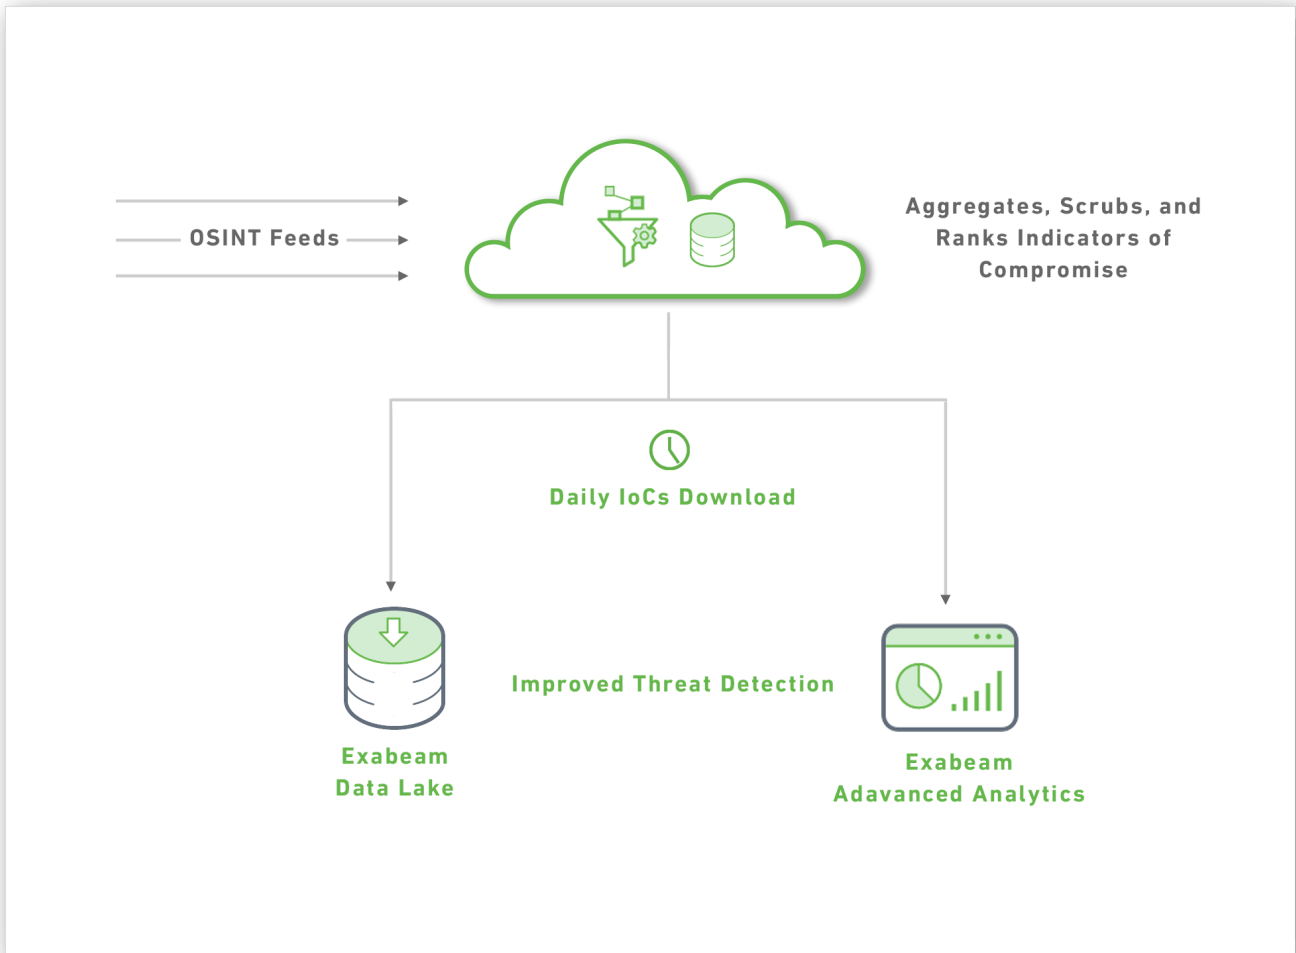 OSINT Feeds
Aggregates, Scrubs, and
Ranks Indicators of
Compromise
Daily IoCs Download
Improved Threat Detection
Exabeam
Data Lake
Exabeam
Adavanced Analytics